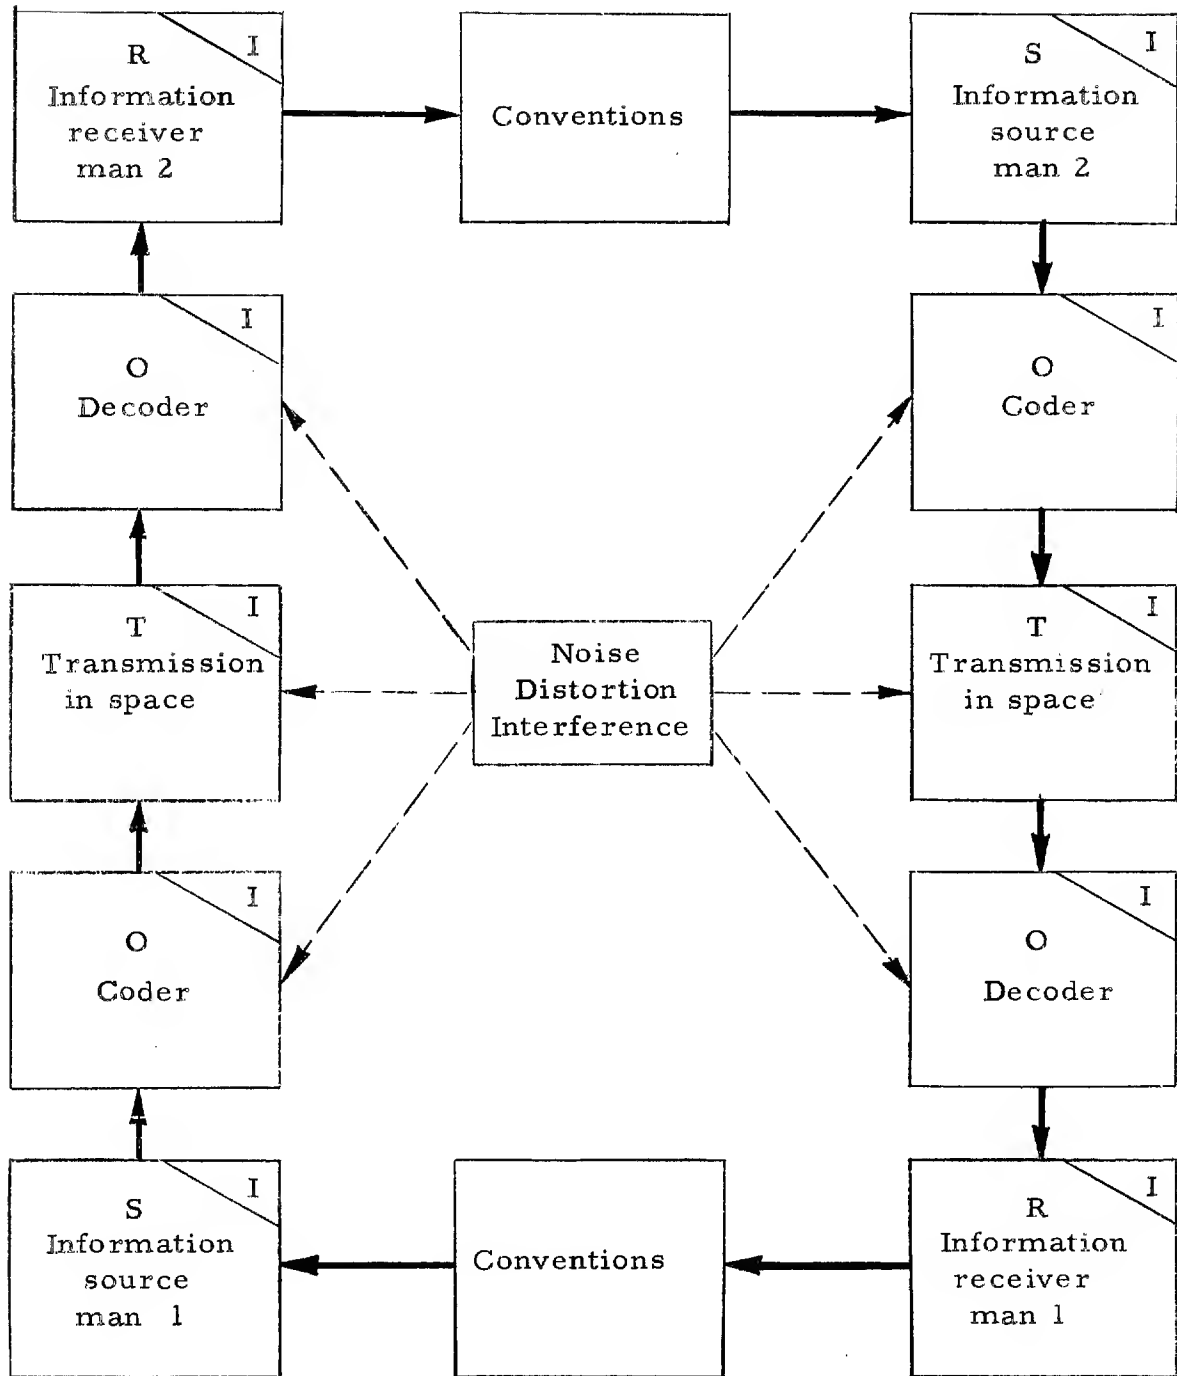 I
R
Information
receiver
man 2
Conventions
I
S
Information
source
man 2
I
O
Decoder
I
O
Coder
I
T
Transmission
in space
Noise
Distortion
Interference
I
T
Transmission
in space
I
O
Coder
I
O
Decoder
I
S
Information
source
man 1
Conventions
I
R
Information
receiver
man 1